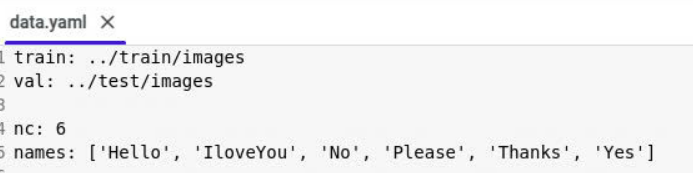 data.yaml ×
1 train: ../train/images
2 val: ../test/images
3
4 nc: 6
5 names: ['Hello', 'IloveYou', 'No', 'Please', 'Thanks', 'Yes']